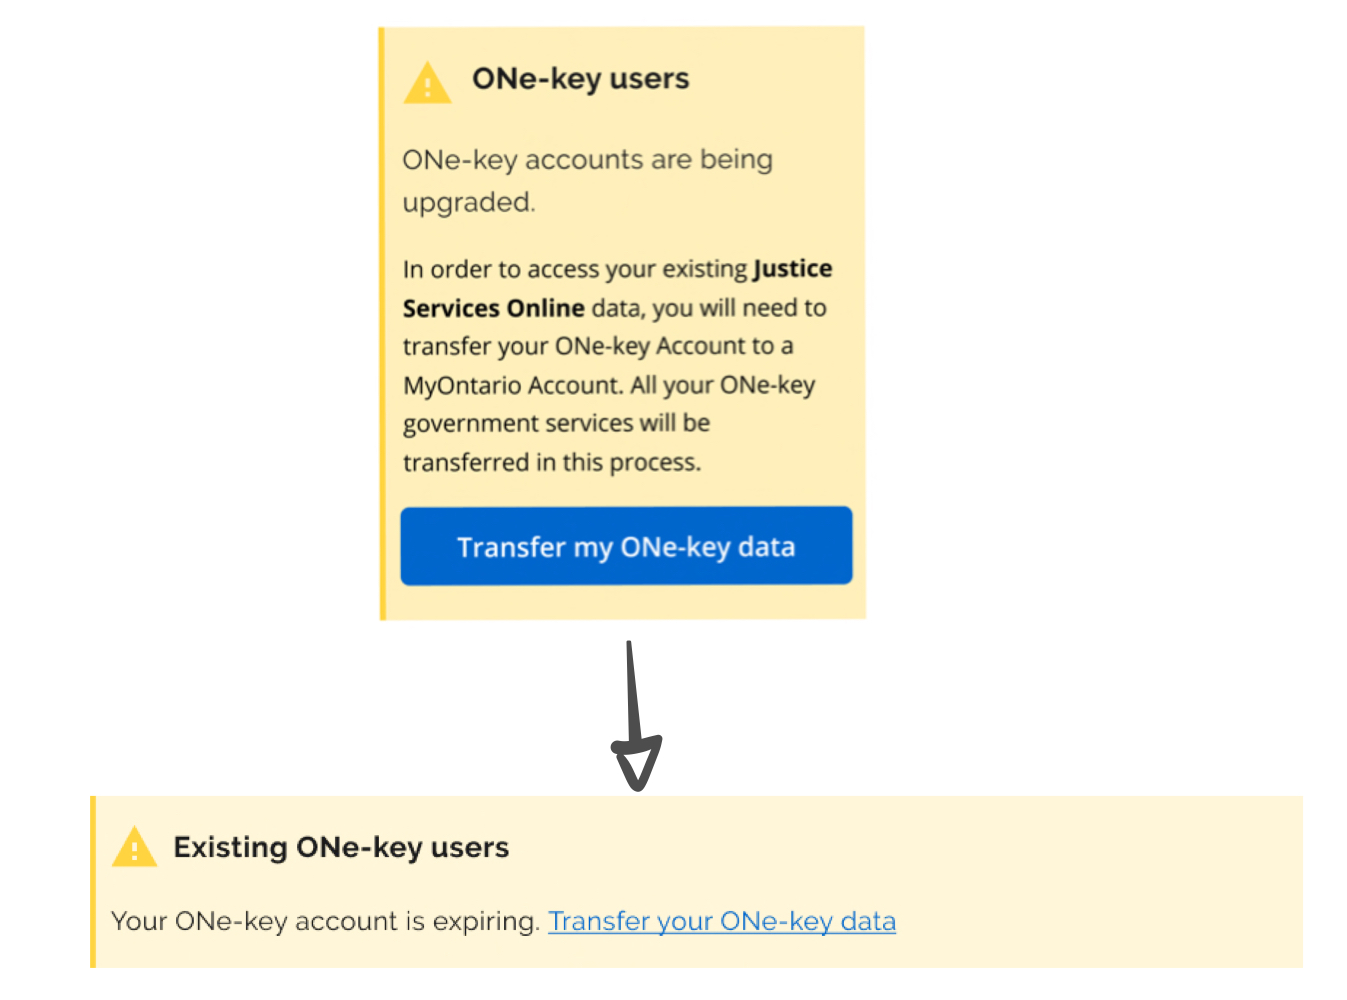 ONe-key users
ONe-key accounts are being
upgraded.
In order to access your existing Justice
Services Online data, you will need to
transfer your ONe-key Account to a
MyOntario Account. All your ONe-key
government services will be
transferred in this process.
Transfer my ONe-key data
Existing ONe-key users
Your ONe-key account is expiring. Transfer your ONe-key data